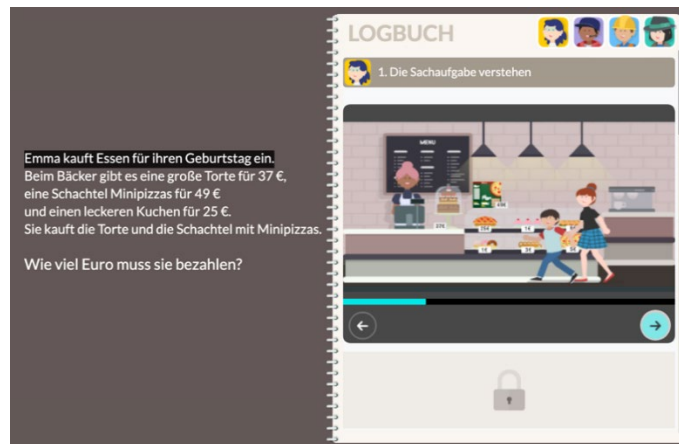 LOGBUCH
1. Die Sachaufgabe verstehen
MENU
Emma kauft Essen für ihren Geburtstag ein.
Beim Bäcker gibt es eine große Torte für 37 €,
eine Schachtel Minipizzas für 49 €
und einen leckeren Kuchen für 25 €.
Sie kauft die Torte und die Schachtel mit Minipizzas.
Wie viel Euro muss sie bezahlen?